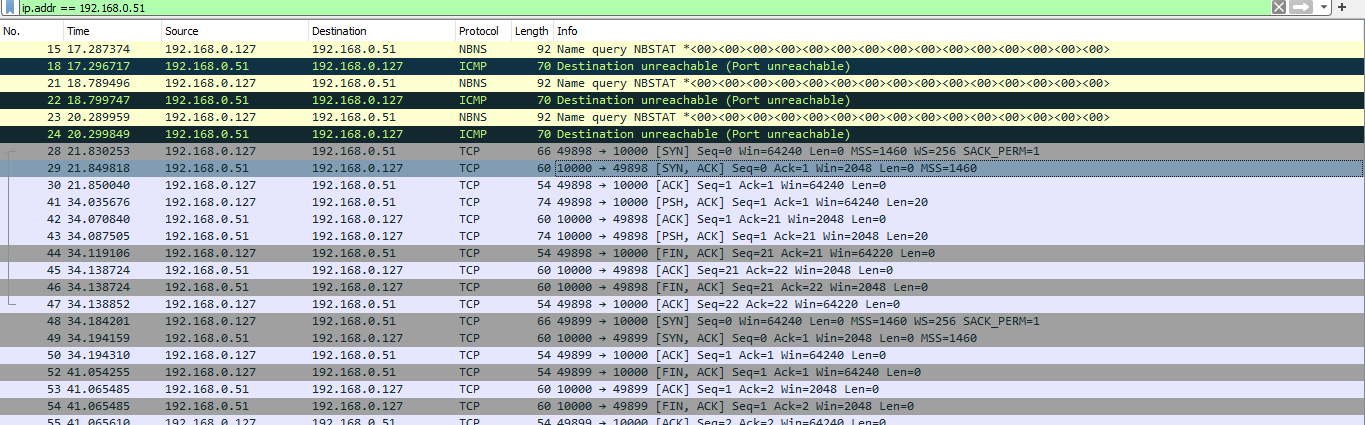 ip.addr == 192.168.0.51
No. Time Source Destination Protocol Length Info
15 17.287374 192.168.0.127 192.168.0.51 NBNS 92 Name query NBSTAT *<00><00><00><00><00><00><00><00><00><00><00><00><00><00><00>
18 17.296717 192.168.0.51 192.168.0.127 ICMP 70 Destination unreachable (Port unreachable)
21 18.789496 192.168.0.127 192.168.0.51 NBNS 92 Name query NBSTAT *<00><00><00><00><00><00><00><00><00><00><00><00><00><00><00>
22 18.799747 192.168.0.51 192.168.0.127 ICMP 70 Destination unreachable (Port unreachable)
23 20.289959 192.168.0.127 192.168.0.51 NBNS 92 Name query NBSTAT *<00><00><00><00><00><00><00><00><00><00><00><00><00><00><00>
24 20.299849 192.168.0.51 192.168.0.127 ICMP 70 Destination unreachable (Port unreachable)
28 21.830253 192.168.0.127 192.168.0.51 TCP 66 49898 → 10000 [SYN] Seq=0 Win=64240 Len=0 MSS=1460 WS=256 SACK_PERM=1
29 21.849818 192.168.0.51 192.168.0.127 TCP 60 10000 → 49898 [SYN, ACK] Seq=0 Ack=1 Win=2048 Len=0 MSS=1460
30 21.850040 192.168.0.127 192.168.0.51 TCP 54 49898 → 10000 [ACK] Seq=1 Ack=1 Win=64240 Len=0
41 34.035676 192.168.0.127 192.168.0.51 TCP 74 49898 → 10000 [PSH, ACK] Seq=1 Ack=1 Win=64240 Len=20
42 34.070840 192.168.0.51 192.168.0.127 TCP 60 10000 → 49898 [ACK] Seq=1 Ack=21 Win=2048 Len=0
43 34.087505 192.168.0.51 192.168.0.127 TCP 74 10000 → 49898 [PSH, ACK] Seq=1 Ack=21 Win=2048 Len=20
44 34.119106 192.168.0.127 192.168.0.51 TCP 54 49898 → 10000 [FIN, ACK] Seq=21 Ack=21 Win=64220 Len=0
45 34.138724 192.168.0.51 192.168.0.127 TCP 60 10000 → 49898 [ACK] Seq=21 Ack=22 Win=2048 Len=0
46 34.138724 192.168.0.51 192.168.0.127 TCP 60 10000 → 49898 [FIN, ACK] Seq=21 Ack=22 Win=2048 Len=0
47 34.138852 192.168.0.127 192.168.0.51 TCP 54 49898 → 10000 [ACK] Seq=22 Ack=22 Win=64220 Len=0
48 34.184201 192.168.0.127 192.168.0.51 TCP 66 49899 → 10000 [SYN] Seq=0 Win=64240 Len=0 MSS=1460 WS=256 SACK_PERM=1
49 34.194159 192.168.0.51 192.168.0.127 TCP 60 10000 → 49899 [SYN, ACK] Seq=0 Ack=1 Win=2048 Len=0 MSS=1460
50 34.194310 192.168.0.127 192.168.0.51 TCP 54 49899 → 10000 [ACK] Seq=1 Ack=1 Win=64240 Len=0
52 41.054255 192.168.0.127 192.168.0.51 TCP 54 49899 → 10000 [FIN, ACK] Seq=1 Ack=1 Win=64240 Len=0
53 41.065485 192.168.0.51 192.168.0.127 TCP 60 10000 → 49899 [ACK] Seq=1 Ack=2 Win=2048 Len=0
54 41.065485 192.168.0.51 192.168.0.127 TCP 60 10000 → 49899 [FIN, ACK] Seq=1 Ack=2 Win=2048 Len=0
55 41.065610 192.168.0.127 192.168.0.51 TCP 54 49899 → 10000 [ACK] Seq=2 Ack=2 Win=64240 Len=0